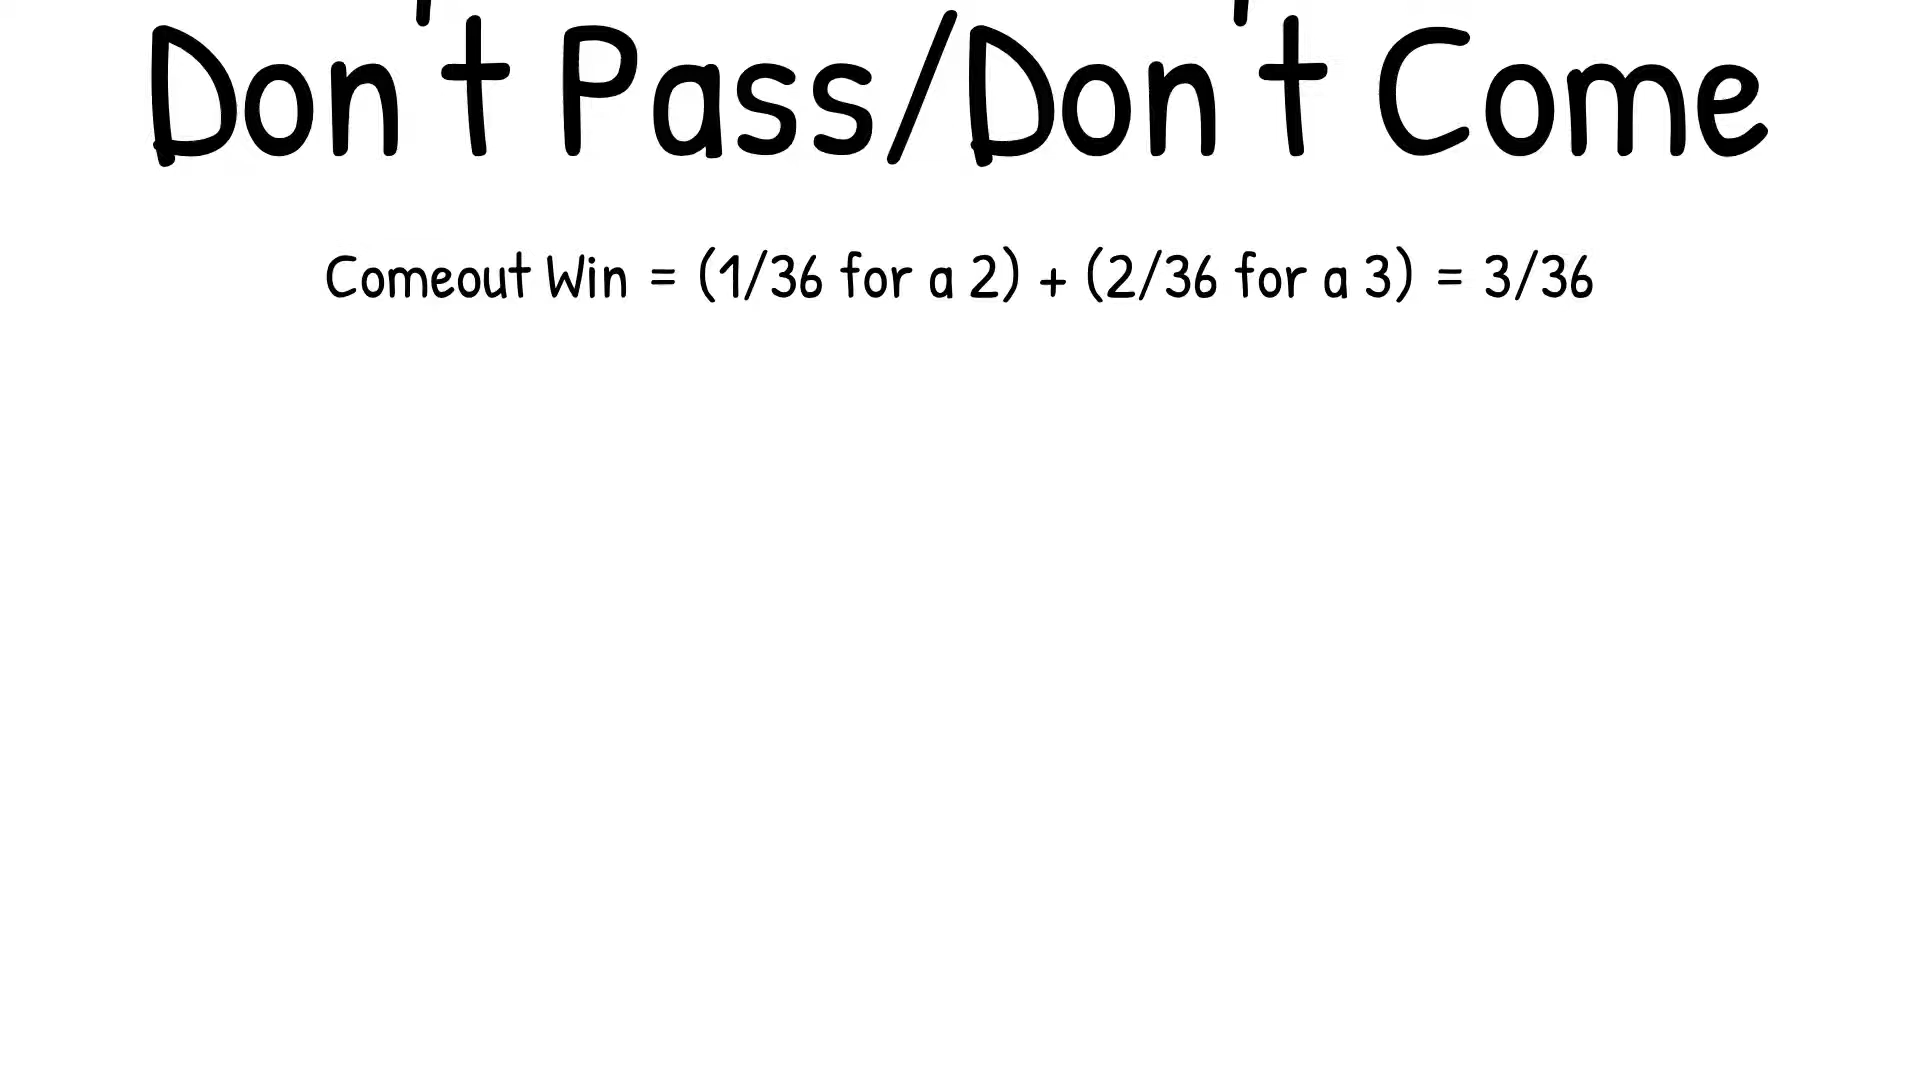 Don't Pass/Don't Come
Comeout Win = (1/36 for a 2) + (2/36 for a 3) = 3/36